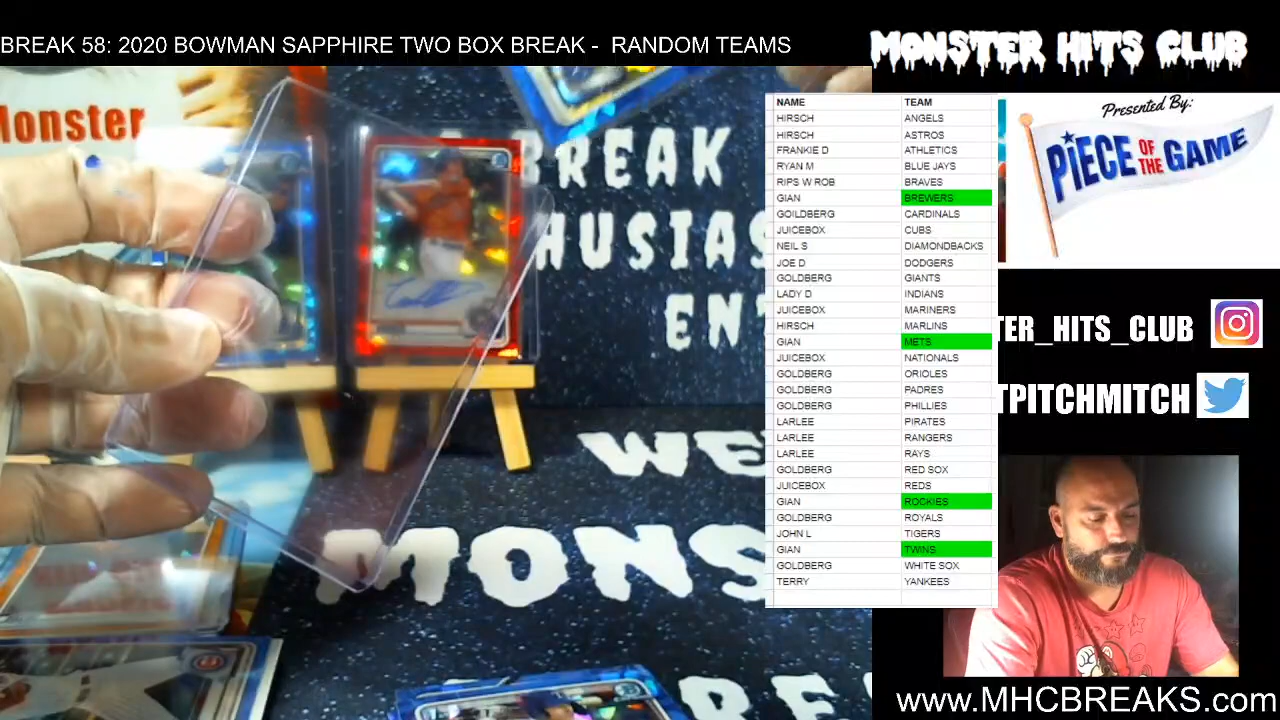 BREAK 58: 2020 BOWMAN SAPPHIRE TWO BOX BREAK - RANDOM TEAMS
MONSTER HITS CLUB
Presented By:
PIECE OF THE GAME
Monster
BREAK
HUSIAS
EN
WE
MONS
NAME TEAM
HIRSCH ANGELS
HIRSCH ASTROS
FRANKIE D ATHLETICS
RYAN M BLUE JAYS
RIPS W ROB BRAVES
GIAN BREWERS
GOILDBERG CARDINALS
JUICEBOX CUBS
NEIL S DIAMONDBACKS
JOE D DODGERS
GOLDBERG GIANTS
LADY D INDIANS
JUICEBOX MARINERS
HIRSCH MARLINS
GIAN METS
JUICEBOX NATIONALS
GOLDBERG ORIOLES
GOLDBERG PADRES
GOLDBERG PHILLIES
LARLEE PIRATES
LARLEE RANGERS
LARLEE RAYS
GOLDBERG RED SOX
JUICEBOX REDS
GIAN ROCKIES
GOLDBERG ROYALS
JOHN L TIGERS
GIAN TWINS
GOLDBERG WHITE SOX
TERRY YANKEES
TER_HITS_CLUB
TPITCHMITCH
www.MHCBREAKS.com